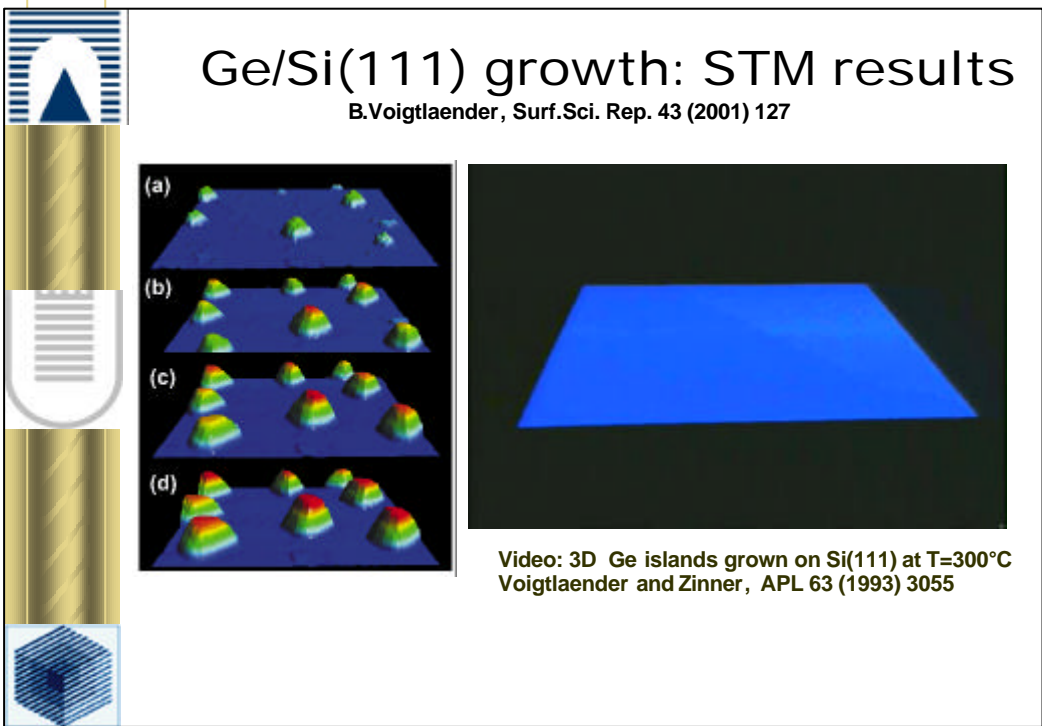 Ge/Si(111) growth: STM results
B.Voigtlaender, Surf.Sci. Rep. 43 (2001) 127
(a)
(b)
(c)
(d)
Video: 3D Ge islands grown on Si(111) at T=300°C
Voigtlaender and Zinner, APL 63 (1993) 3055